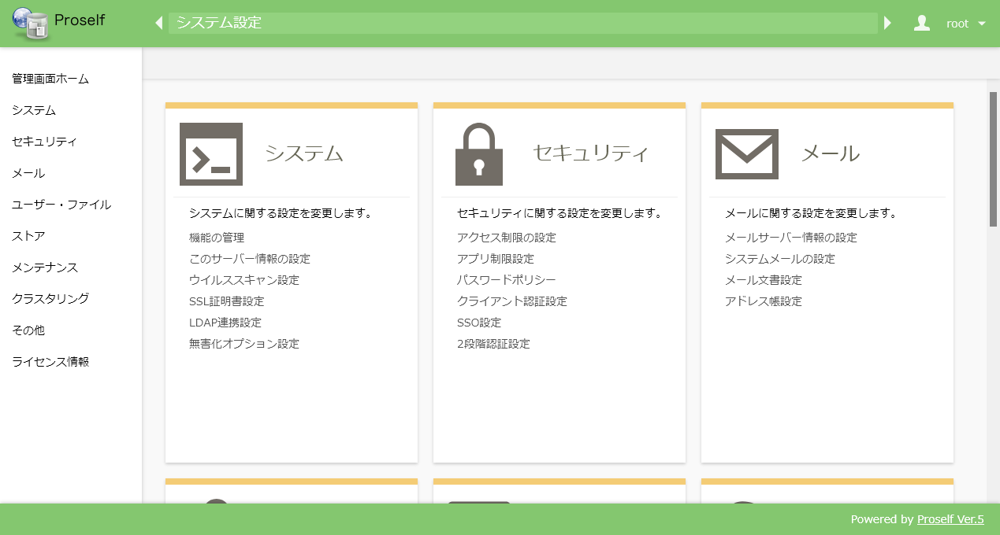 Proself
システム設定
root
管理画面ホーム
システム
セキュリティ
メール
ユーザー・ファイル
ストア
メンテナンス
クラスタリング
その他
ライセンス情報
システム
システムに関する設定を変更します。
機能の管理
このサーバー情報の設定
ウイルススキャン設定
SSL証明書設定
LDAP連携設定
無害化オプション設定
セキュリティ
セキュリティに関する設定を変更します。
アクセス制限の設定
アプリ制限設定
パスワードポリシー
クライアント認証設定
SSO設定
2段階認証設定
メール
メールに関する設定を変更します。
メールサーバー情報の設定
システムメールの設定
メール文書設定
アドレス帳設定
Powered by Proself Ver.5